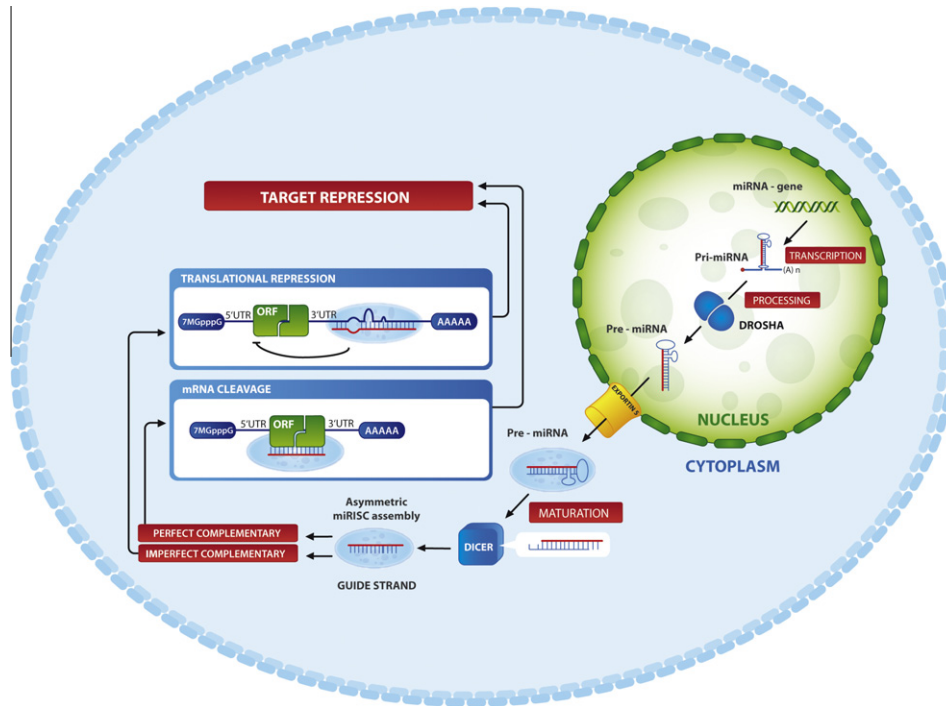 miRNA - gene
TRANSCRIPTION
Pri-miRNA
(A) n
PROCESSING
DROSHA
Pre - miRNA
EXPORTIN 5
NUCLEUS
CYTOPLASM
Pre - miRNA
MATURATION
DICER
Asymmetric
miRISC assembly
GUIDE STRAND
PERFECT COMPLEMENTARY
IMPERFECT COMPLEMENTARY
TARGET REPRESSION
TRANSLATIONAL REPRESSION
7MGpppG
5'UTR
ORF
3'UTR
AAAAA
mRNA CLEAVAGE
7MGpppG
5'UTR
ORF
3'UTR
AAAAA